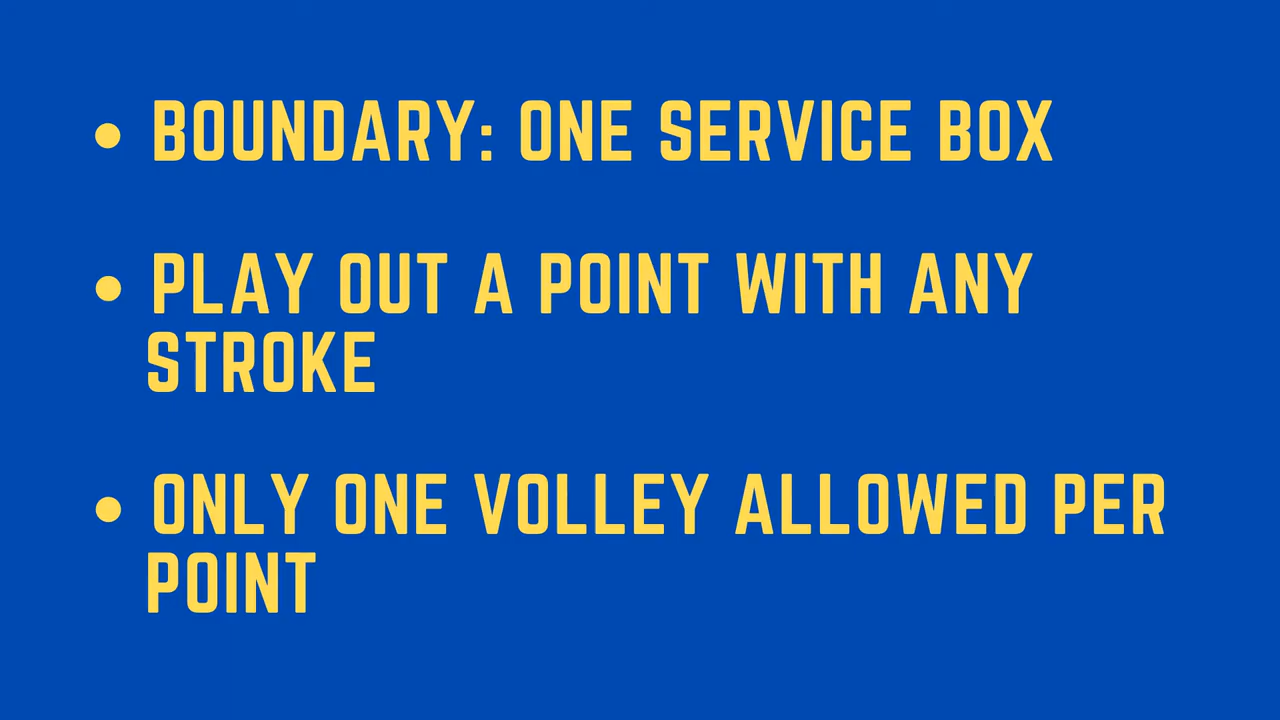 • BOUNDARY: ONE SERVICE BOX
• PLAY OUT A POINT WITH ANY
STROKE
• ONLY ONE VOLLEY ALLOWED PER
POINT